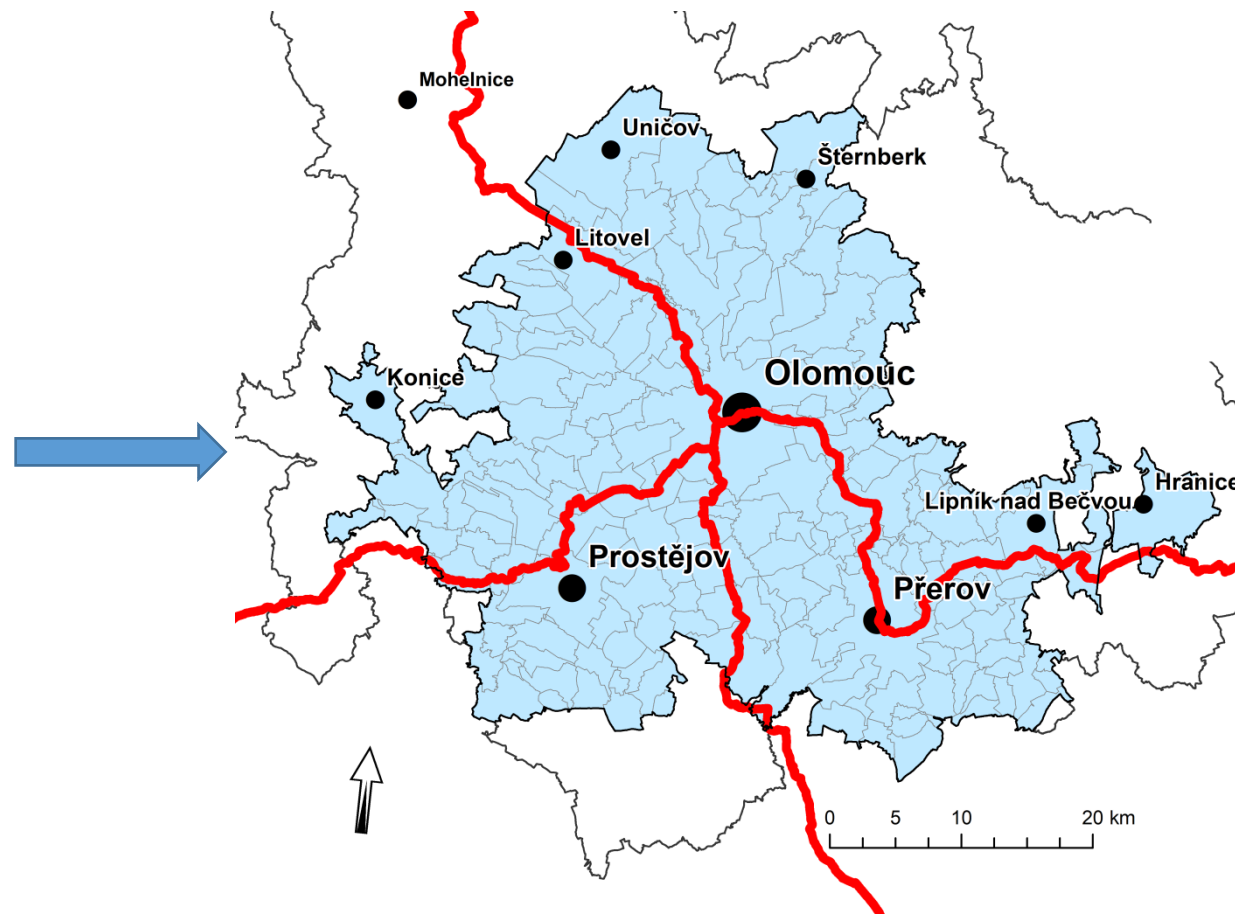 Mohelnice
Uničov
Šternberk
Litovel
Olomouc
Konice
Hranice
Lipník nad Bečvou
Prostějov
Přerov
0 5 10 20 km